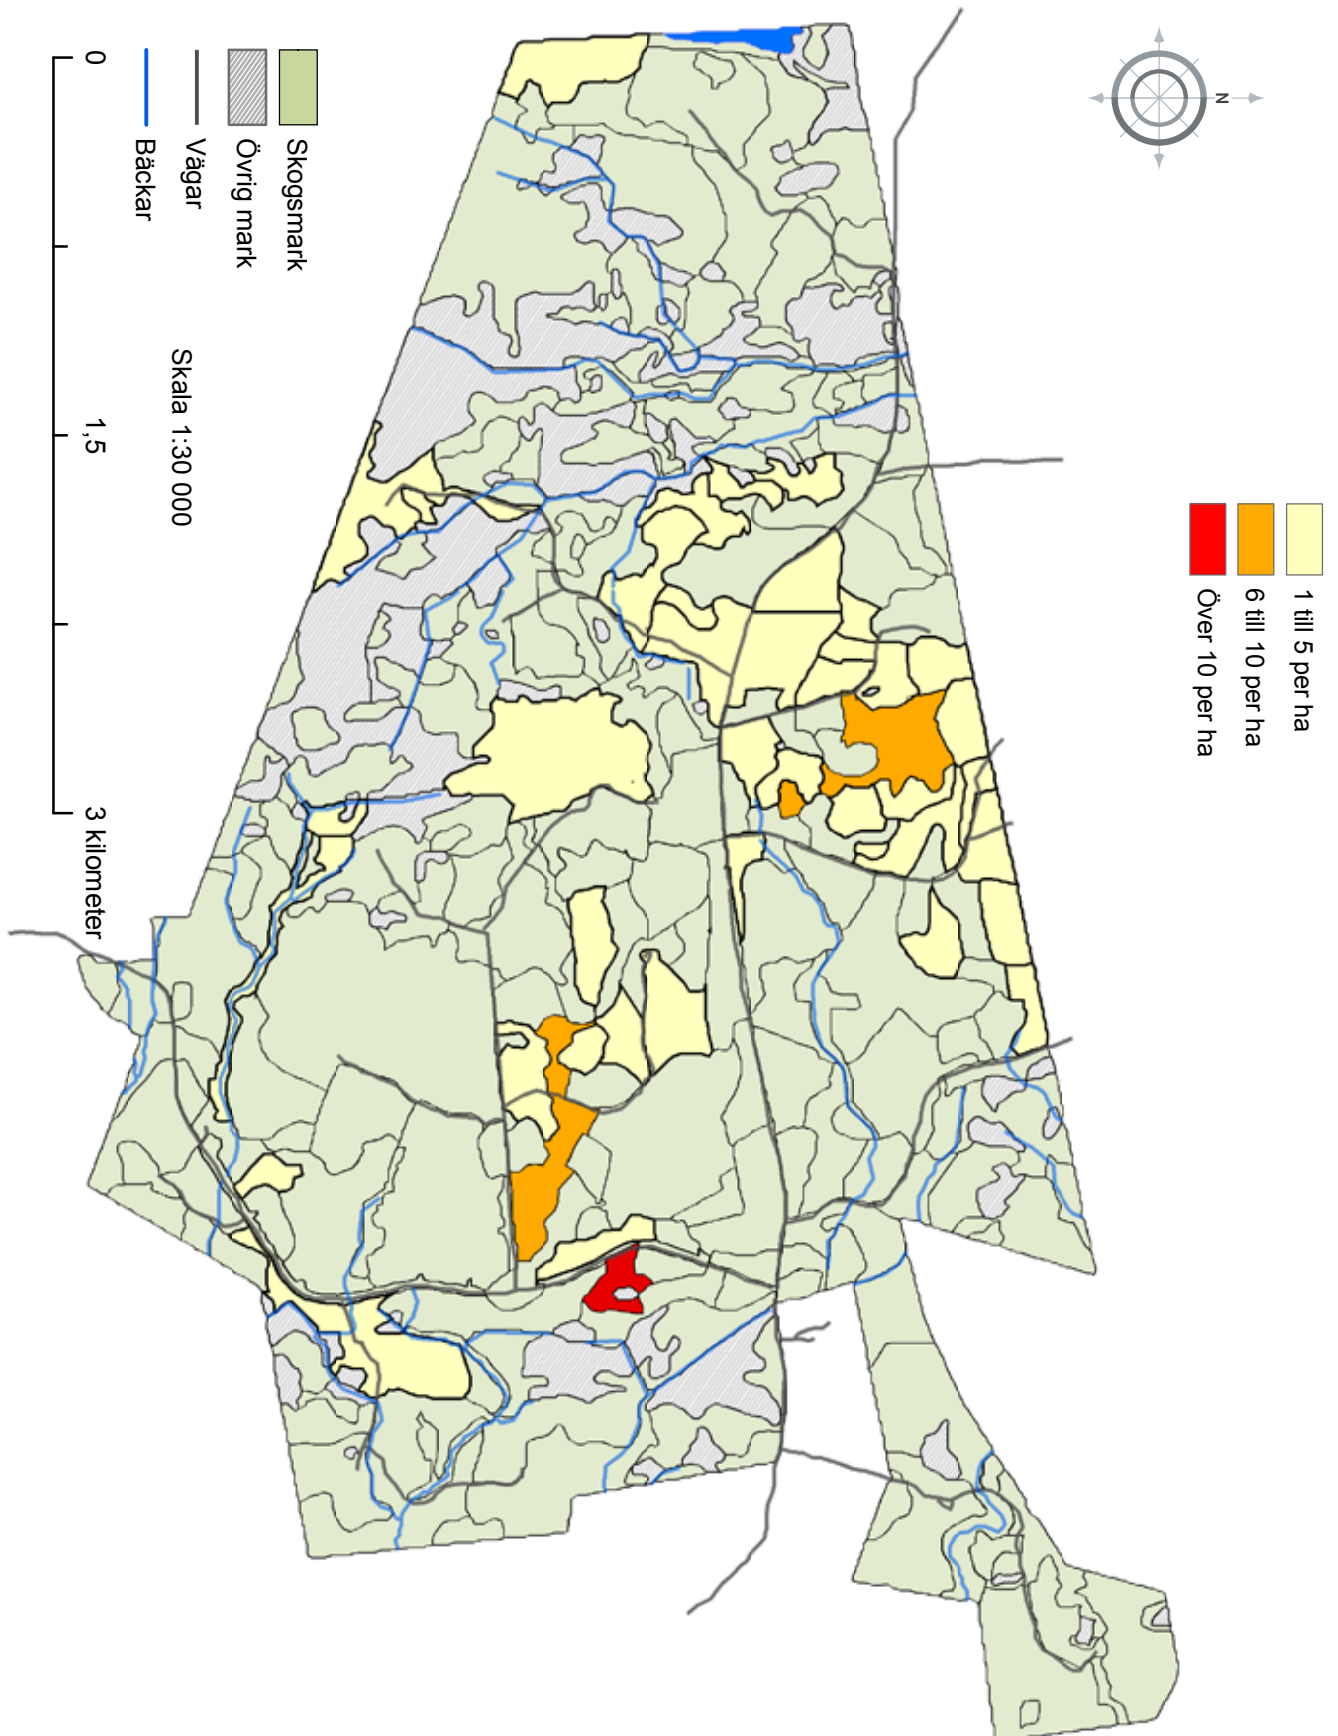 N
1 till 5 per ha
6 till 10 per ha
Över 10 per ha
Skogsmark
Övrig mark
Vägar
Bäckar
Skala 1:30 000
0 1,5 3 kilometer